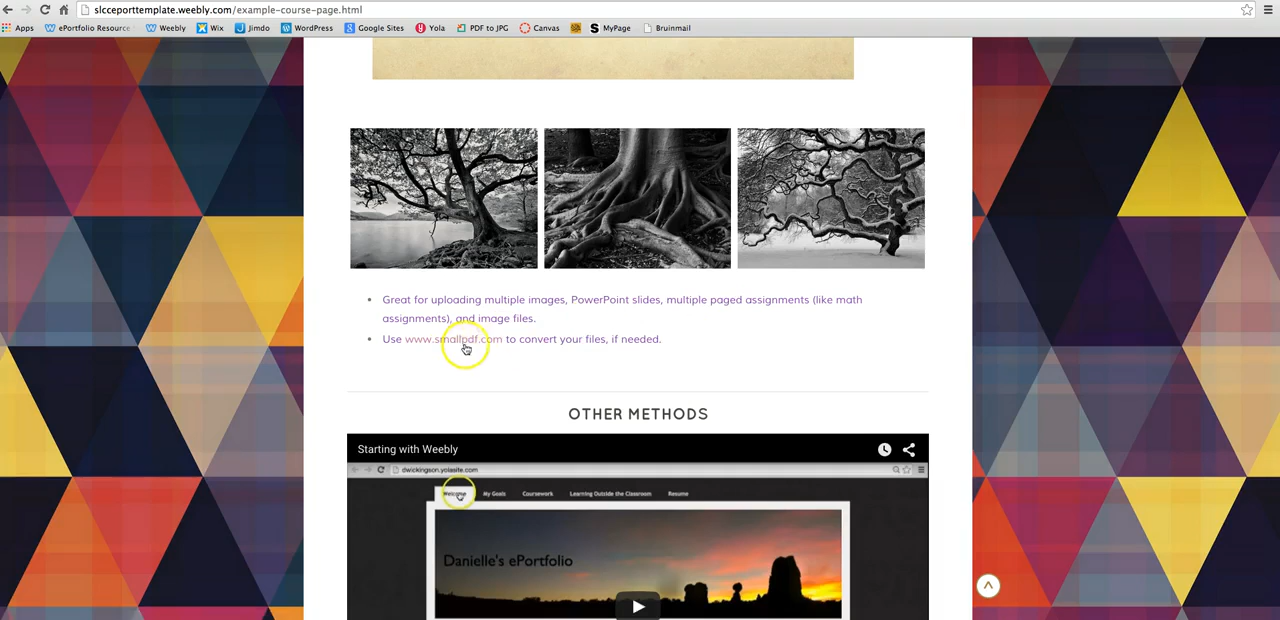 slcceporttemplate.weebly.com/example-course-page.html
Apps ePortfolio Resource Weebly Wix Jimdo WordPress Google Sites Yola PDF to JPG Canvas MyPage Bruinmail
Great for uploading multiple images, PowerPoint slides, multiple paged assignments (like math
assignments), and image files.
Use www.smallpdf.com to convert your files, if needed.
OTHER METHODS
Starting with Weebly
dwickingson.yolasite.com
Welcome My Goals Coursework Learning Outside the Classroom Resume
Danielle's ePortfolio